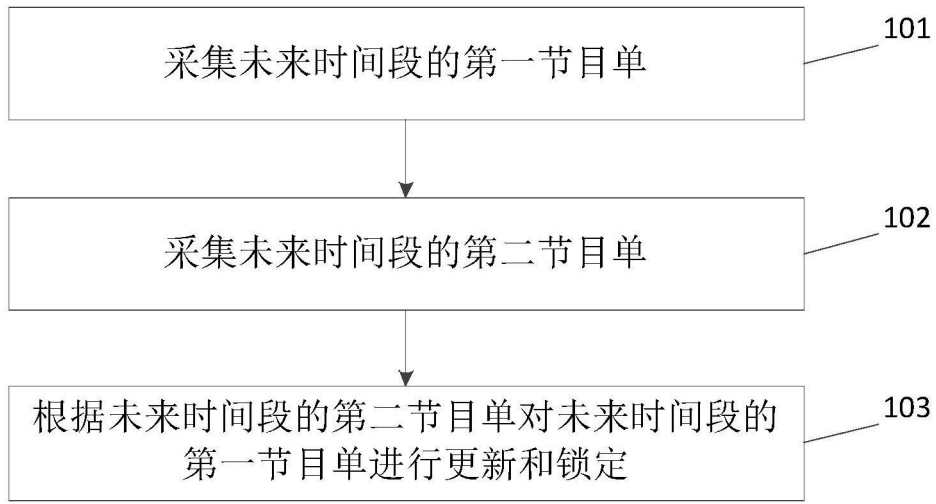 采集未来时间段的第一节目单
101
采集未来时间段的第二节目单
102
根据未来时间段的第二节目单对未来时间段的
第一节目单进行更新和锁定
103